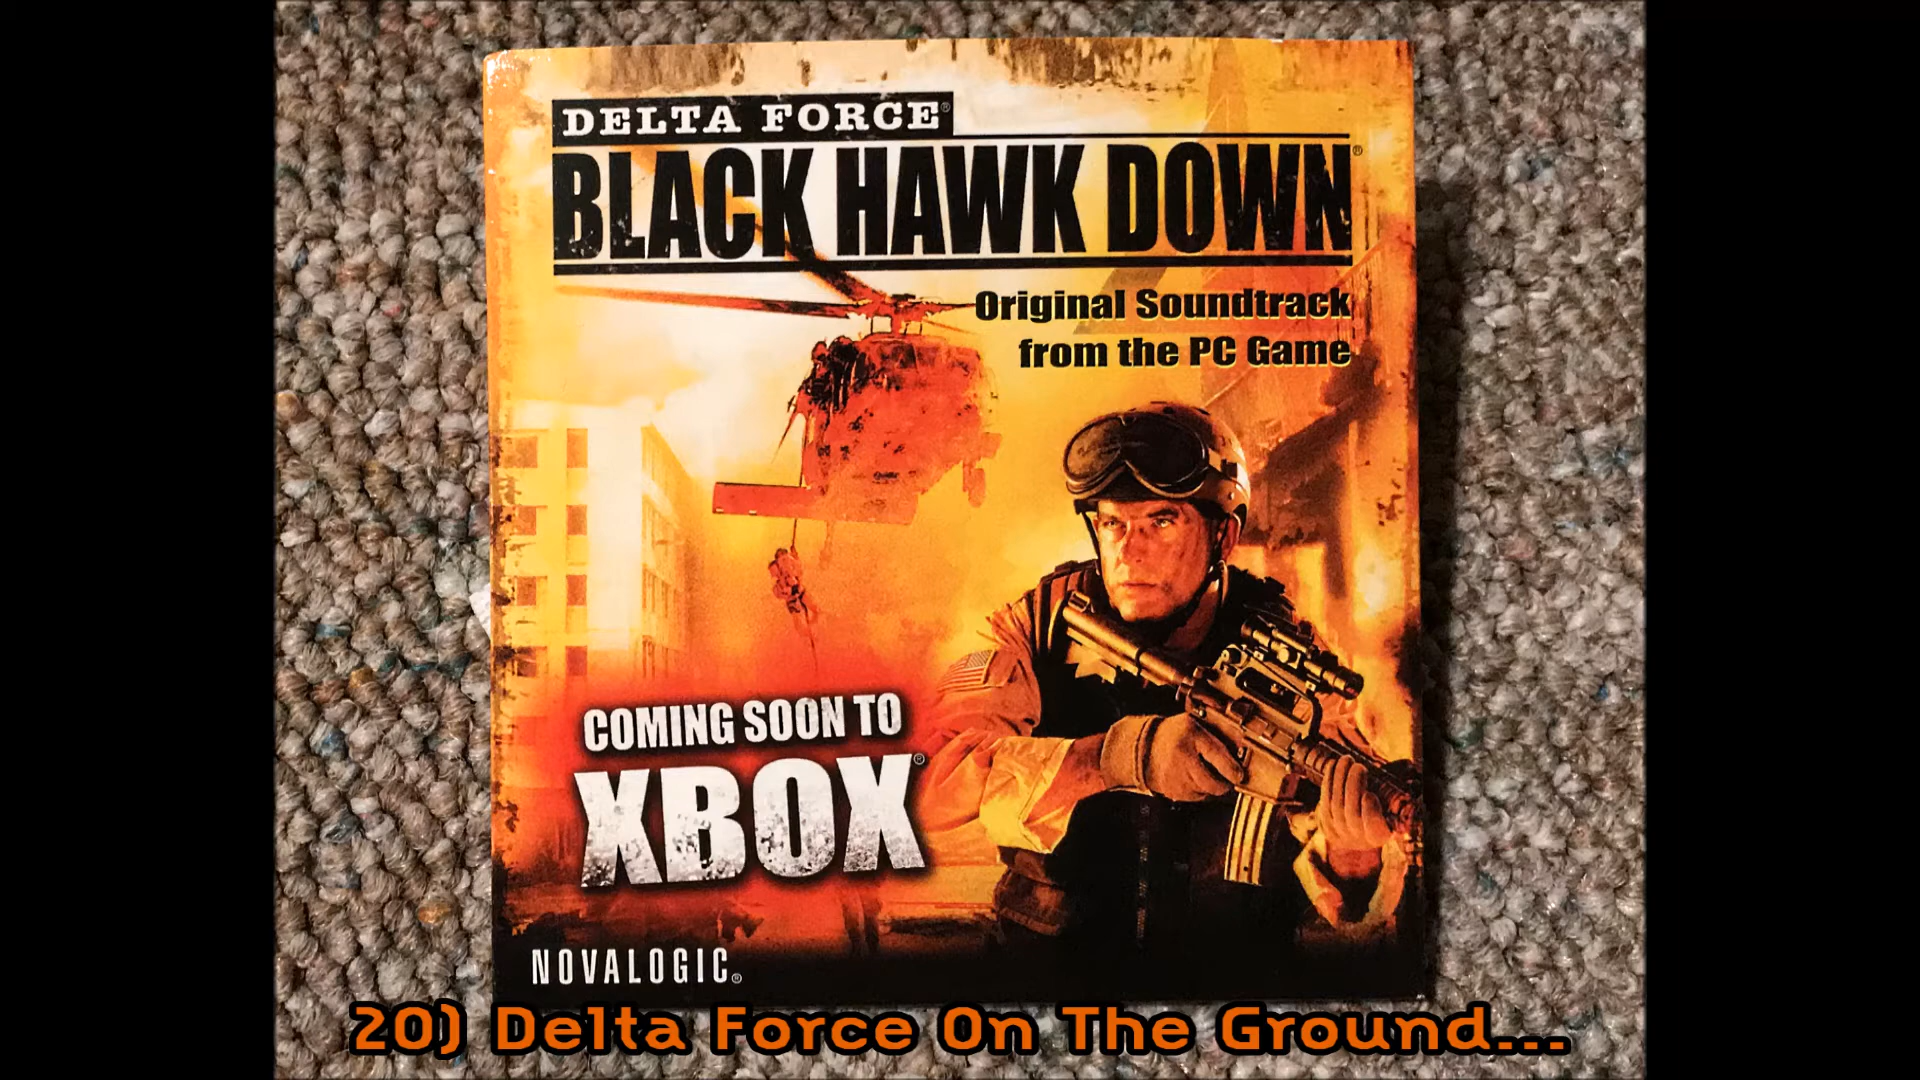 DELTA FORCE®
BLACK HAWK DOWN®
Original Soundtrack
from the PC Game
COMING SOON TO
XBOX®
NOVALOGIC®
20) Delta Force On The Ground...